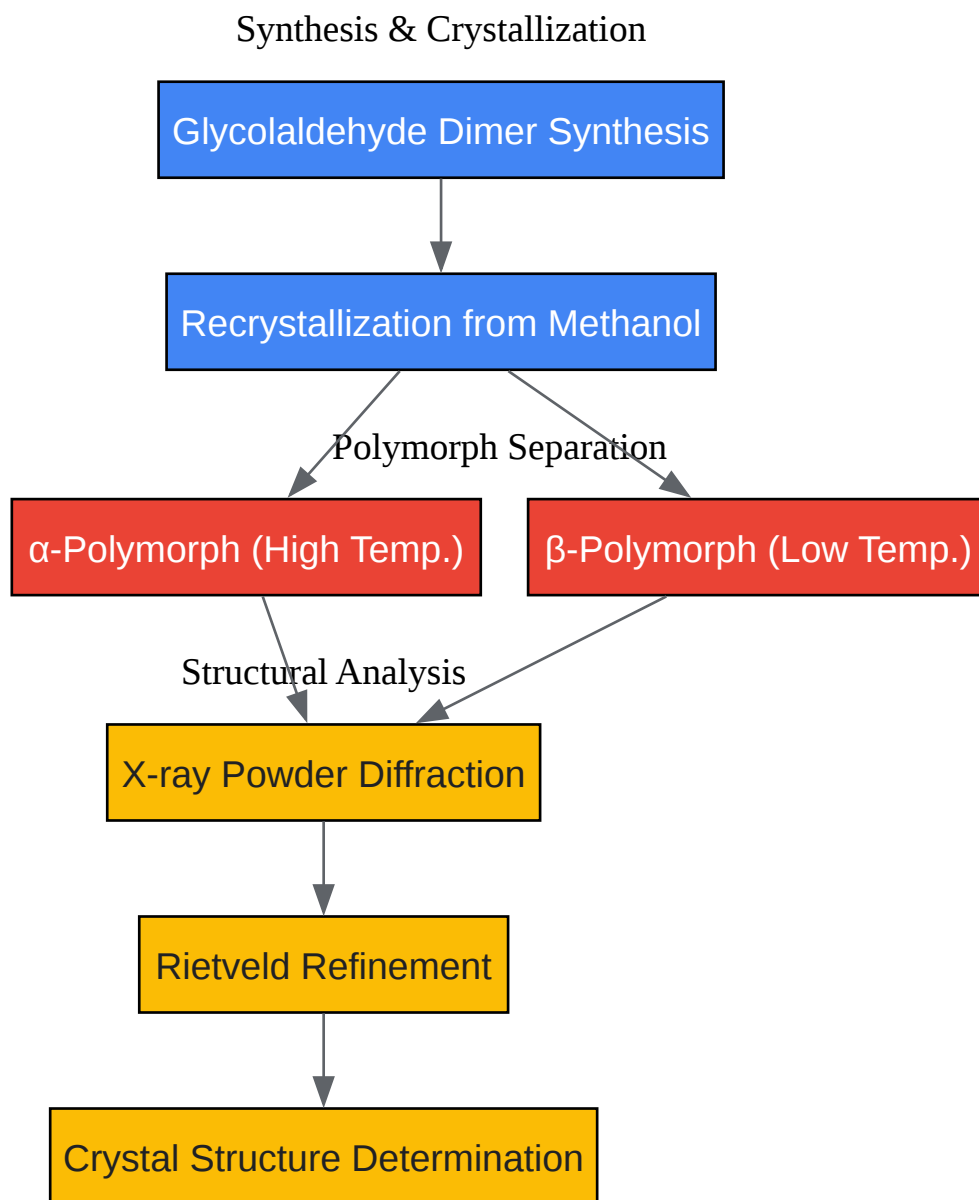 Synthesis & Crystallization
Glycolaldehyde Dimer Synthesis
Recrystallization from Methanol
Polymorph Separation
α-Polymorph (High Temp.)
β-Polymorph (Low Temp.)
Structural Analysis
X-ray Powder Diffraction
Rietveld Refinement
Crystal Structure Determination